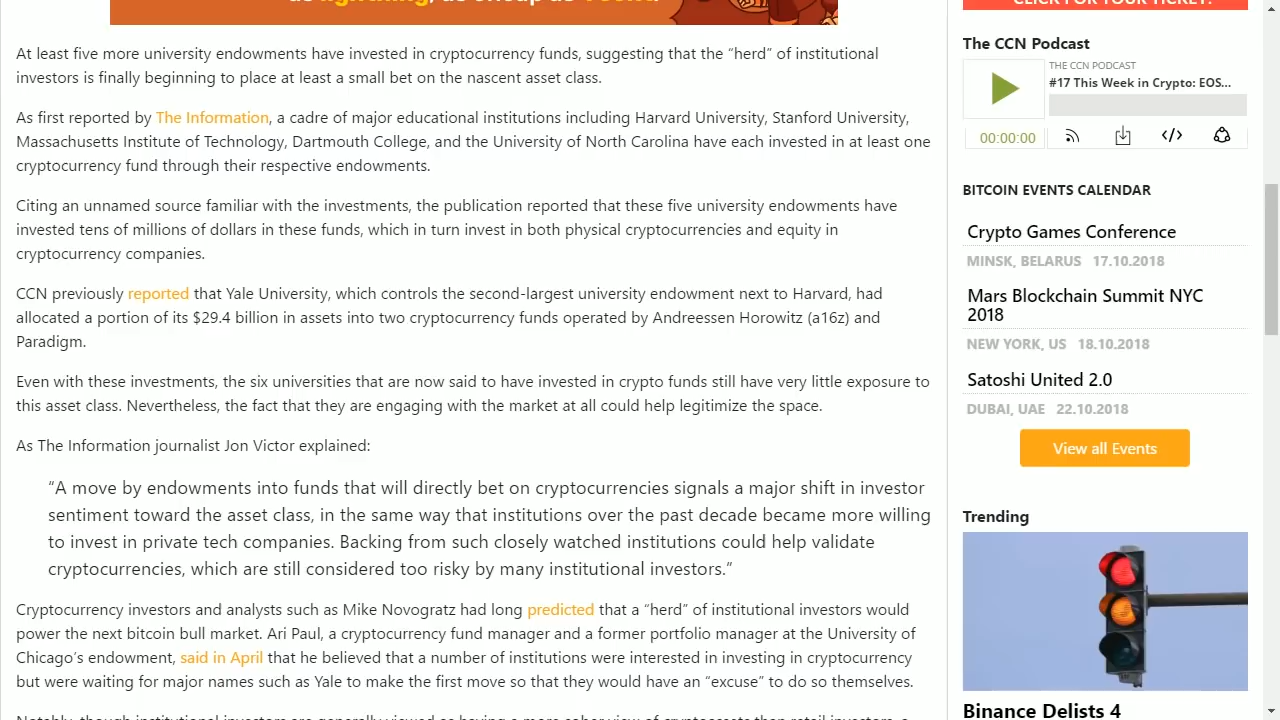 At least five more university endowments have invested in cryptocurrency funds, suggesting that the “herd” of institutional
investors is finally beginning to place at least a small bet on the nascent asset class.
As first reported by The Information, a cadre of major educational institutions including Harvard University, Stanford University,
Massachusetts Institute of Technology, Dartmouth College, and the University of North Carolina have each invested in at least one
cryptocurrency fund through their respective endowments.
Citing an unnamed source familiar with the investments, the publication reported that these five university endowments have
invested tens of millions of dollars in these funds, which in turn invest in both physical cryptocurrencies and equity in
cryptocurrency companies.
CCN previously reported that Yale University, which controls the second-largest university endowment next to Harvard, had
allocated a portion of its $29.4 billion in assets into two cryptocurrency funds operated by Andreessen Horowitz (a16z) and
Paradigm.
Even with these investments, the six universities that are now said to have invested in crypto funds still have very little exposure to
this asset class. Nevertheless, the fact that they are engaging with the market at all could help legitimize the space.
As The Information journalist Jon Victor explained:
“A move by endowments into funds that will directly bet on cryptocurrencies signals a major shift in investor
sentiment toward the asset class, in the same way that institutions over the past decade became more willing
to invest in private tech companies. Backing from such closely watched institutions could help validate
cryptocurrencies, which are still considered too risky by many institutional investors.”
Cryptocurrency investors and analysts such as Mike Novogratz had long predicted that a “herd” of institutional investors would
power the next bitcoin bull market. Ari Paul, a cryptocurrency fund manager and a former portfolio manager at the University of
Chicago’s endowment, said in April that he believed that a number of institutions were interested in investing in cryptocurrency
but were waiting for major names such as Yale to make the first move so that they would have an “excuse” to do so themselves.
CLICK FOR YOUR TICKET!
The CCN Podcast
THE CCN PODCAST
#17 This Week in Crypto: EOS...
00:00:00
BITCOIN EVENTS CALENDAR
Crypto Games Conference
MINSK, BELARUS 17.10.2018
Mars Blockchain Summit NYC
2018
NEW YORK, US 18.10.2018
Satoshi United 2.0
DUBAI, UAE 22.10.2018
View all Events
Trending
Binance Delists 4